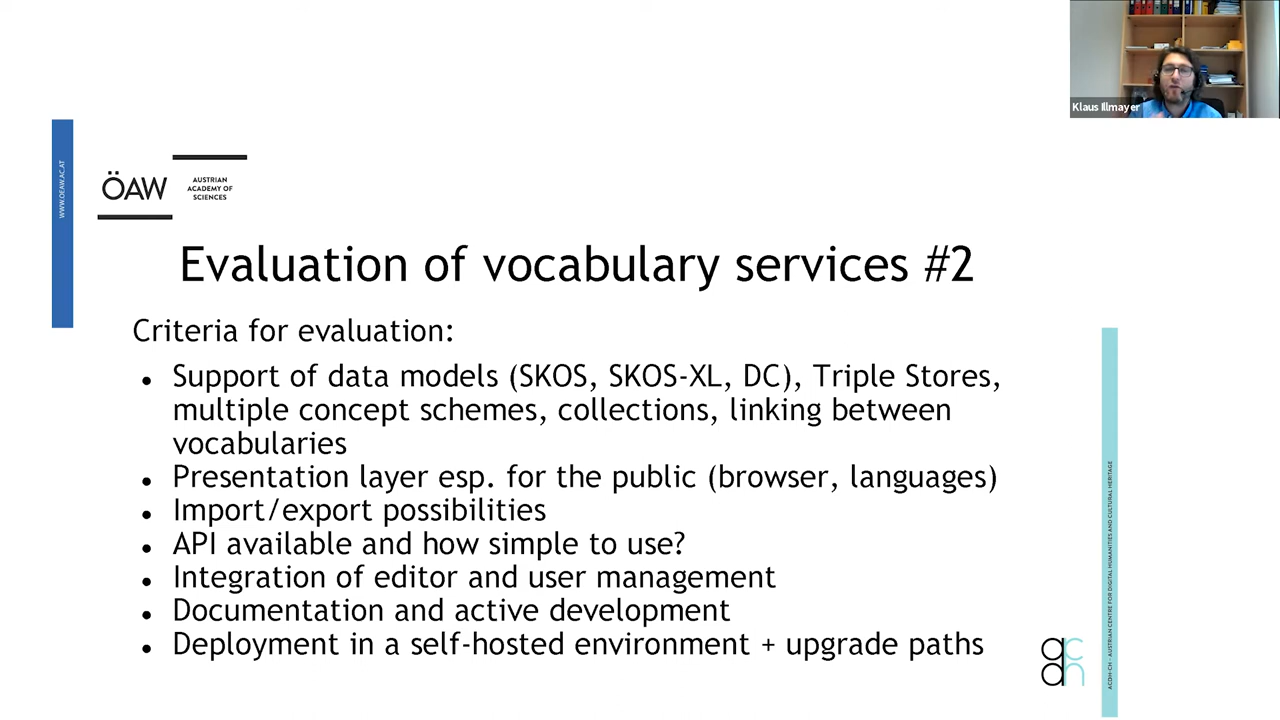 Klaus Illmayer
WWW.OEAW.AC.AT
ÖAW
AUSTRIAN
ACADEMY OF
SCIENCES
Evaluation of vocabulary services #2
Criteria for evaluation:
• Support of data models (SKOS, SKOS-XL, DC), Triple Stores,
multiple concept schemes, collections, linking between
vocabularies
• Presentation layer esp. for the public (browser, languages)
• Import/export possibilities
• API available and how simple to use?
• Integration of editor and user management
• Documentation and active development
• Deployment in a self-hosted environment + upgrade paths
ACDH-CH – AUSTRIAN CENTRE FOR DIGITAL HUMANITIES AND CULTURAL HERITAGE
ac
dh